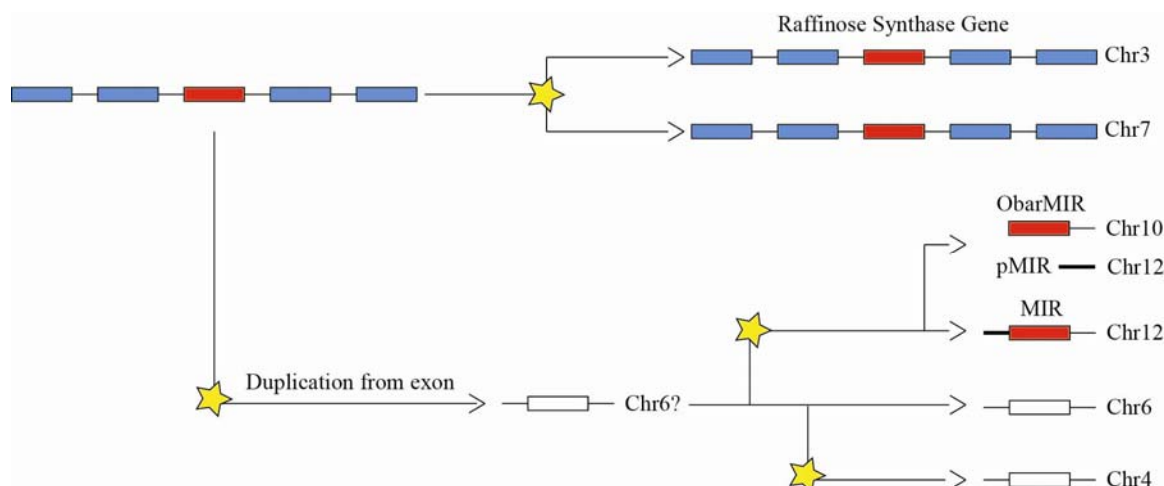 Raffinose Synthase Gene
Chr3
Chr7
ObarMIR
Chr10
pMIR Chr12
MIR
Chr12
Duplication from exon
Chr6?
Chr6
Chr4